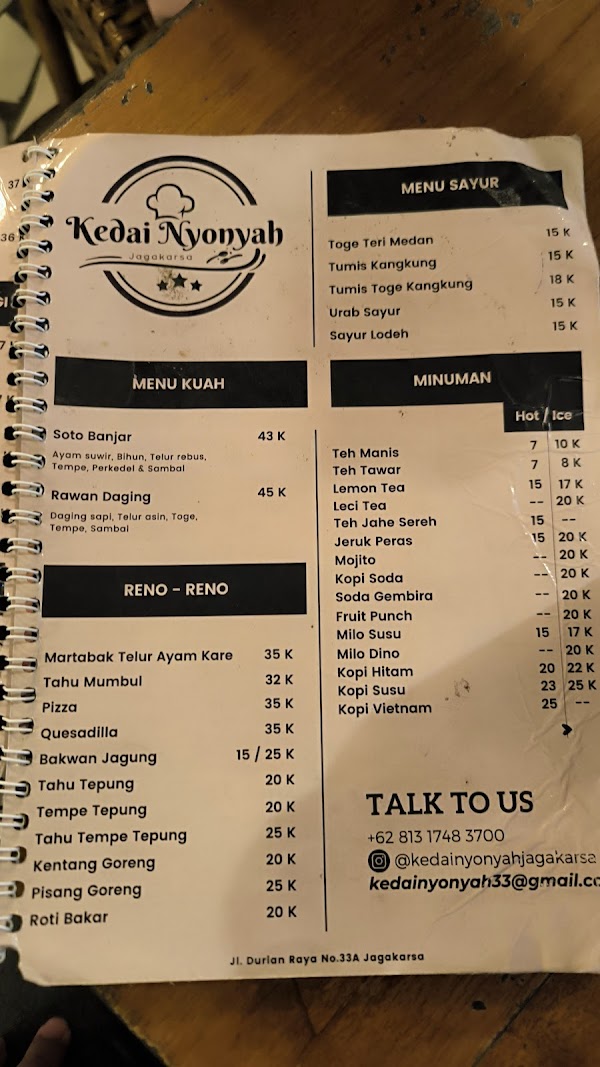 37
36 K
GI
7
K
Kedai Nyonyah
Jagakarsa
MENU KUAH
Soto Banjar 43 K
Ayam suwir, Bihun, Telur rebus,
Tempe, Perkedel & Sambal
Rawan Daging 45 K
Daging sapi, Telur asin, Toge,
Tempe, Sambal
RENO - RENO
Martabak Telur Ayam Kare 35 K
Tahu Mumbul 32 K
Pizza 35 K
Quesadilla 35 K
Bakwan Jagung 15 / 25 K
Tahu Tepung 20 K
Tempe Tepung 20 K
Tahu Tempe Tepung 25 K
Kentang Goreng 20 K
Pisang Goreng 25 K
Roti Bakar 20 K
MENU SAYUR
Toge Teri Medan 15 K
Tumis Kangkung 15 K
Tumis Toge Kangkung 18 K
Urab Sayur 15 K
Sayur Lodeh 15 K
MINUMAN
Hot / Ice
Teh Manis 7 10 K
Teh Tawar 7 8 K
Lemon Tea 15 17 K
Leci Tea -- 20 K
Teh Jahe Sereh 15 --
Jeruk Peras 15 20 K
Mojito -- 20 K
Kopi Soda -- 20 K
Soda Gembira -- 20 K
Fruit Punch -- 20 K
Milo Susu 15 17 K
Milo Dino -- 20 K
Kopi Hitam 20 22 K
Kopi Susu 23 25 K
Kopi Vietnam 25 --
TALK TO US
+62 813 1748 3700
@kedainyonyahjagakarsa
kedainyonyah33@gmail.co
Jl. Durian Raya No.33A Jagakarsa